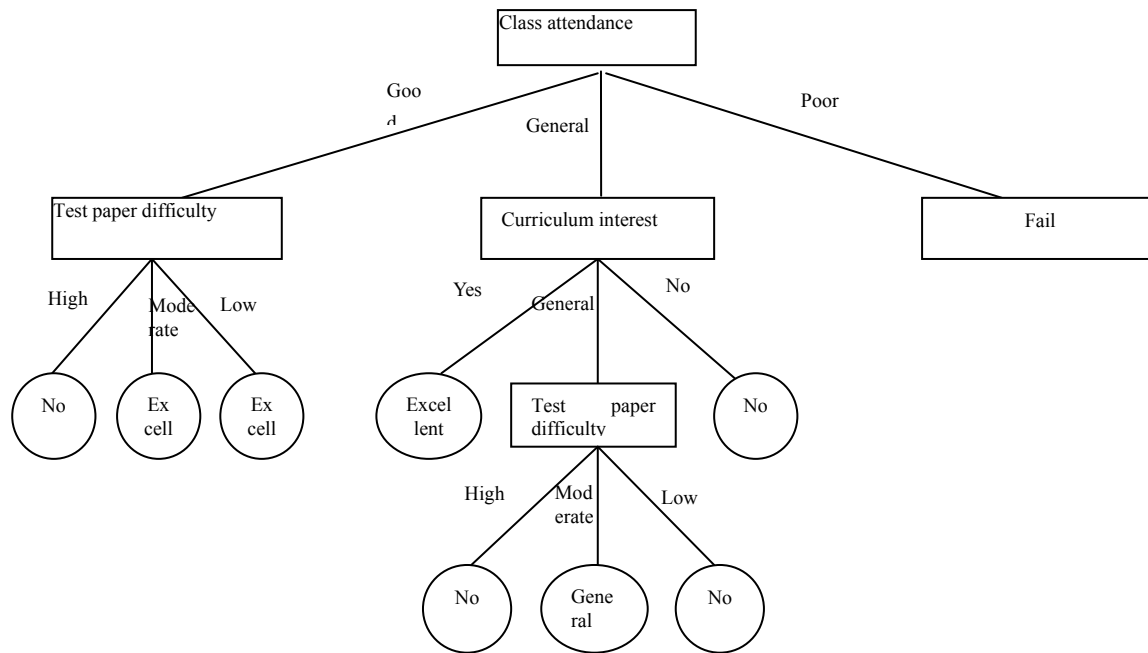 Class attendance
Goo
d
General
Poor
Test paper difficulty
Curriculum interest
Fail
High
Mode
rate
Low
Yes
General
No
No
Ex
cell
Ex
cell
Excel
lent
Test paper
difficulty
No
High
Mod
erate
Low
No
Gene
ral
No